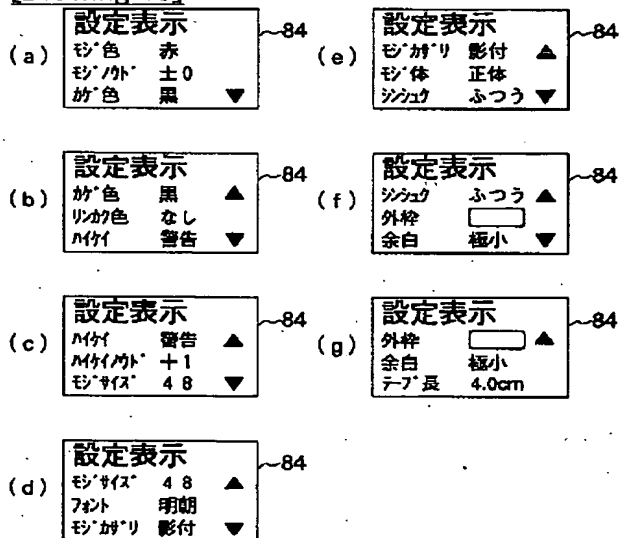 (a)
設定表示
84
ﾓｼﾞ色 赤
ﾓｼﾞﾉｳﾄﾞ ±0
ｶｹﾞ色 黒 ▼
(b)
設定表示
84
ｶｹﾞ色 黒 ▲
ﾘﾝｶｸ色 なし
ﾊｲｹｲ 警告 ▼
(c)
設定表示
84
ﾊｲｹｲ 警告 ▲
ﾊｲｹｲﾉｳﾄﾞ +1
ﾓｼﾞｻｲｽﾞ 48 ▼
(d)
設定表示
84
ﾓｼﾞｻｲｽﾞ 48 ▲
ﾌｫﾝﾄ 明朝
ﾓｼﾞｶｻﾞﾘ 影付 ▼
(e)
設定表示
84
ﾓｼﾞｶｻﾞﾘ 影付 ▲
ﾓｼﾞ体 正体
ｼﾝｼｭｸ ふつう ▼
(f)
設定表示
84
ｼﾝｼｭｸ ふつう ▲
外枠
余白 極小 ▼
(g)
設定表示
84
外枠 ▲
余白 極小
ﾃｰﾌﾟ長 4.0cm